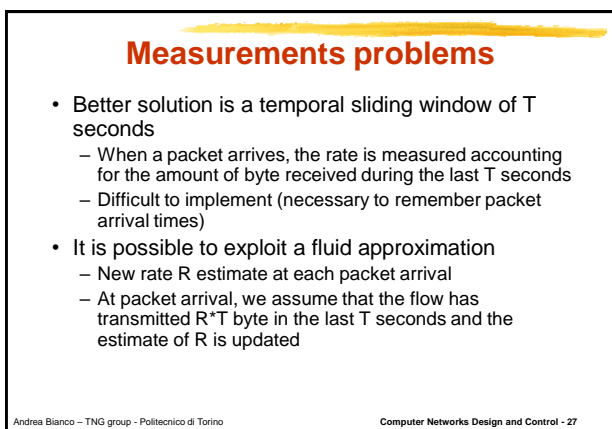 Measurements problems
• Better solution is a temporal sliding window of T
seconds
– When a packet arrives, the rate is measured accounting
for the amount of byte received during the last T seconds
– Difficult to implement (necessary to remember packet
arrival times)
• It is possible to exploit a fluid approximation
– New rate R estimate at each packet arrival
– At packet arrival, we assume that the flow has
transmitted R*T byte in the last T seconds and the
estimate of R is updated
Andrea Bianco – TNG group - Politecnico di Torino
Computer Networks Design and Control - 27